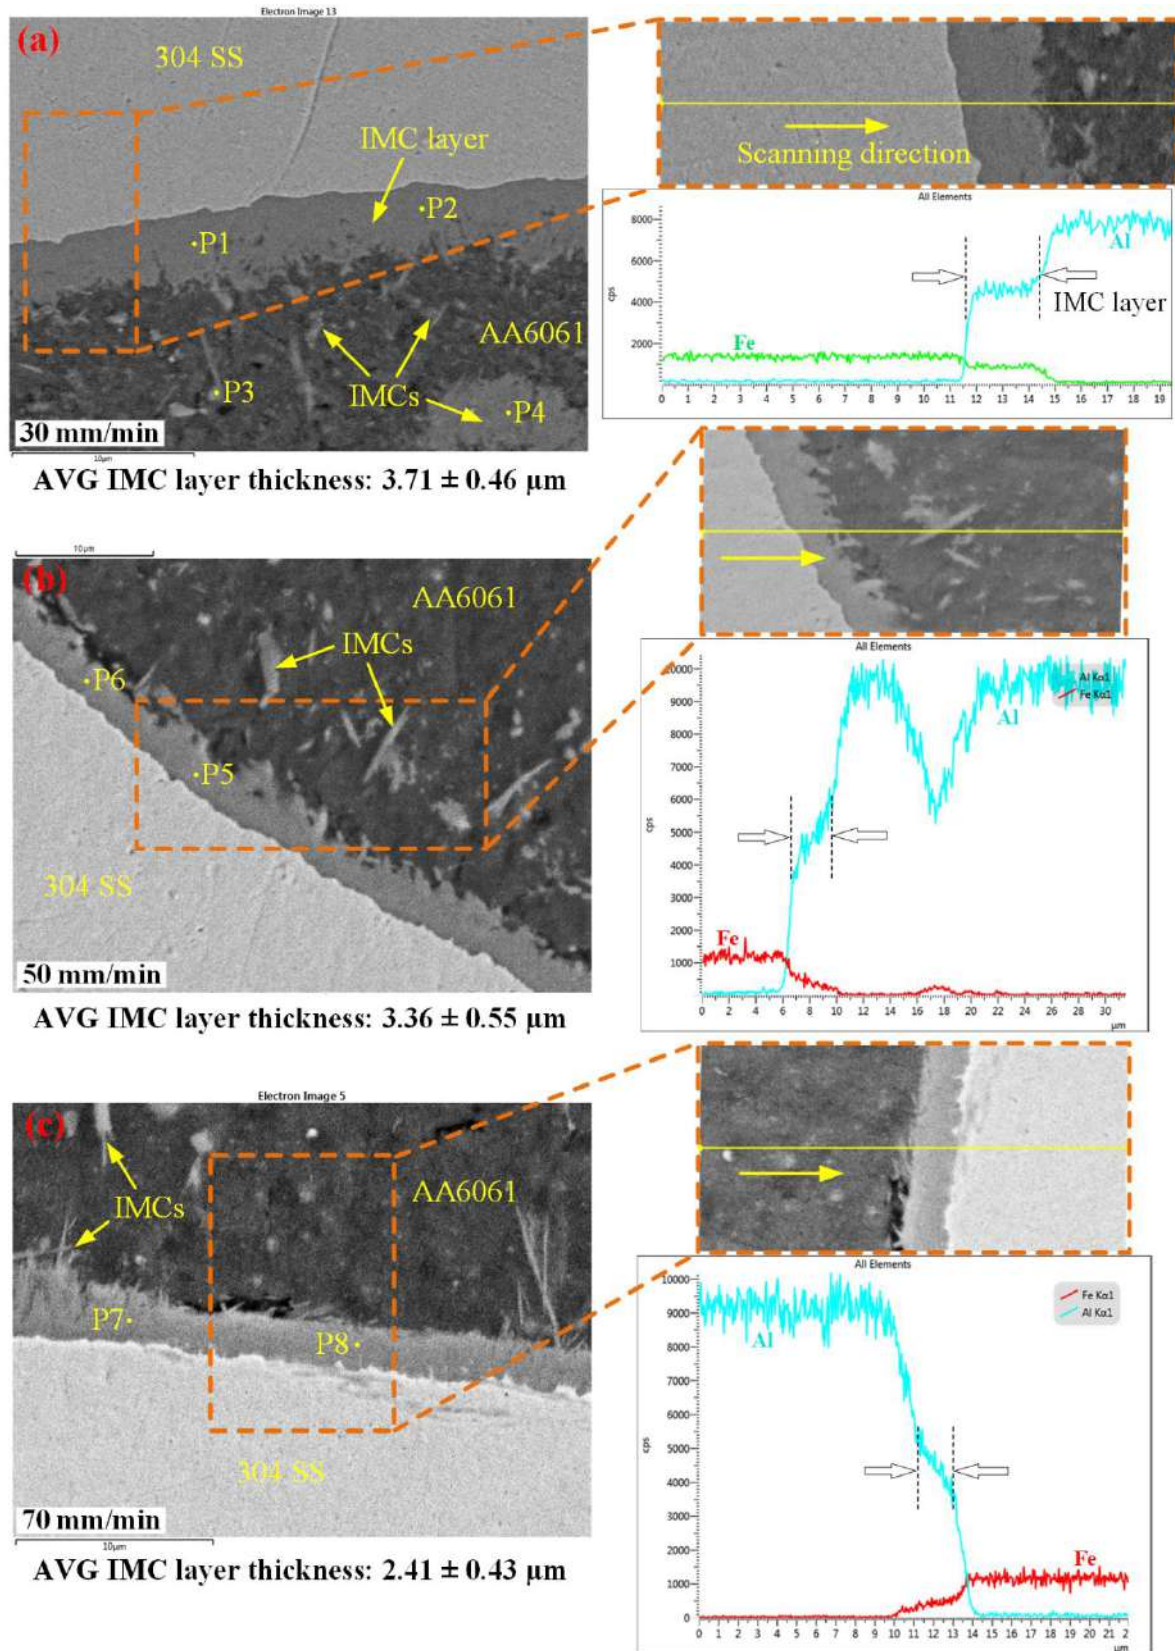 Electron Image 13
(a)
304 SS
IMC layer
P2
P1
AA6061
P3
IMCs
P4
30 mm/min
10μm
AVG IMC layer thickness: 3.71 ± 0.46 μm
Scanning direction
All Elements
8000
6000
4000
2000
cps
Al
IMC layer
Fe
0 1 2 3 4 5 6 7 8 9 10 11 12 13 14 15 16 17 18 19
10μm
(b)
AA6061
IMCs
P6
P5
304 SS
50 mm/min
AVG IMC layer thickness: 3.36 ± 0.55 μm
All Elements
10000
9000
8000
7000
6000
5000
4000
3000
2000
1000
0
cps
Al Kα1
Fe Kα1
Al
Fe
0 2 4 6 8 10 12 14 16 18 20 22 24 26 28 30
μm
Electron Image 5
(c)
AA6061
IMCs
P7
P8
304 SS
70 mm/min
10μm
AVG IMC layer thickness: 2.41 ± 0.43 μm
All Elements
10000
9000
8000
7000
6000
5000
4000
3000
2000
1000
0
cps
Fe Kα1
Al Kα1
Al
Fe
0 1 2 3 4 5 6 7 8 9 10 11 12 13 14 15 16 17 18 19 20 21 2
μm